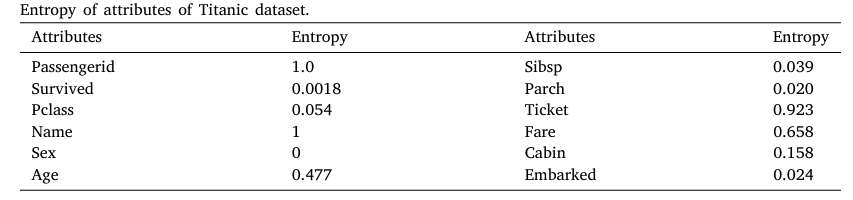 Entropy of attributes of Titanic dataset.
Attributes Entropy Attributes Entropy
Passengerid 1.0 Sibsp 0.039
Survived 0.0018 Parch 0.020
Pclass 0.054 Ticket 0.923
Name 1 Fare 0.658
Sex 0 Cabin 0.158
Age 0.477 Embarked 0.024